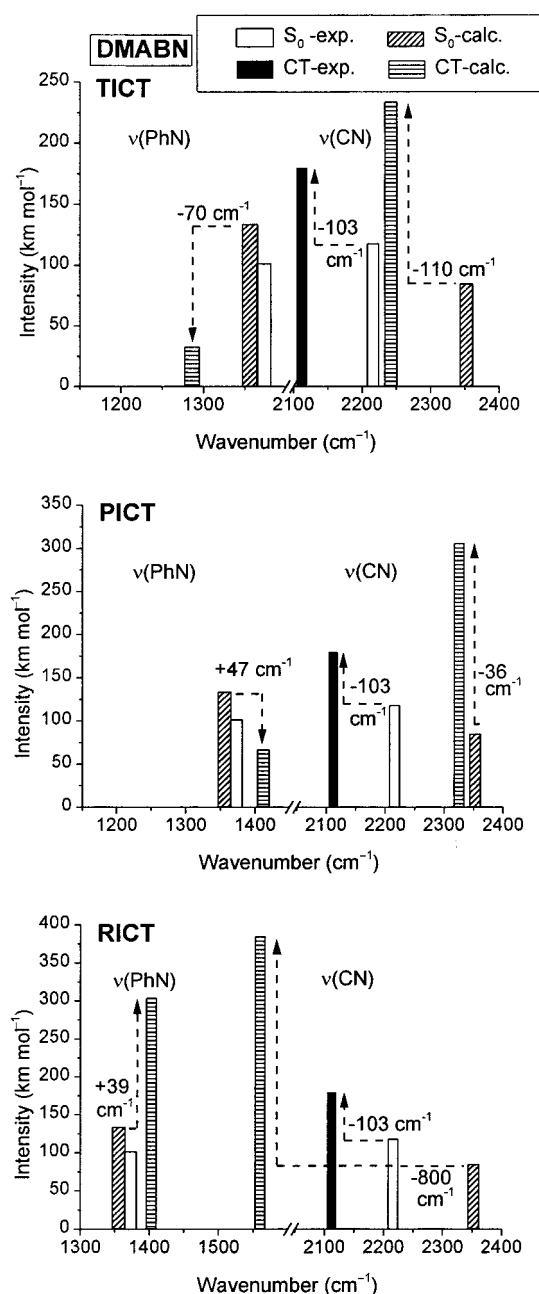 DMABN
S₀ -exp. S₀-calc.
CT-exp. CT-calc.
TICT
250
200
150
100
50
0
ν(PhN) ν(CN)
-70 cm⁻¹
-103
cm⁻¹
-110 cm⁻¹
Intensity (km mol⁻¹)
1200 1300 2100 2200 2300 2400
Wavenumber (cm⁻¹)
PICT
350
300
250
200
150
100
50
0
ν(PhN) ν(CN)
+47 cm⁻¹
-103
cm⁻¹
-36
cm⁻¹
Intensity (km mol⁻¹)
1200 1300 1400 2100 2200 2300 2400
Wavenumber (cm⁻¹)
RICT
400
350
300
250
200
150
100
50
0
ν(PhN) ν(CN)
+39
cm⁻¹
-103 cm⁻¹
-800
cm⁻¹
Intensity (km mol⁻¹)
1300 1400 1500 2100 2200 2300 2400
Wavenumber (cm⁻¹)